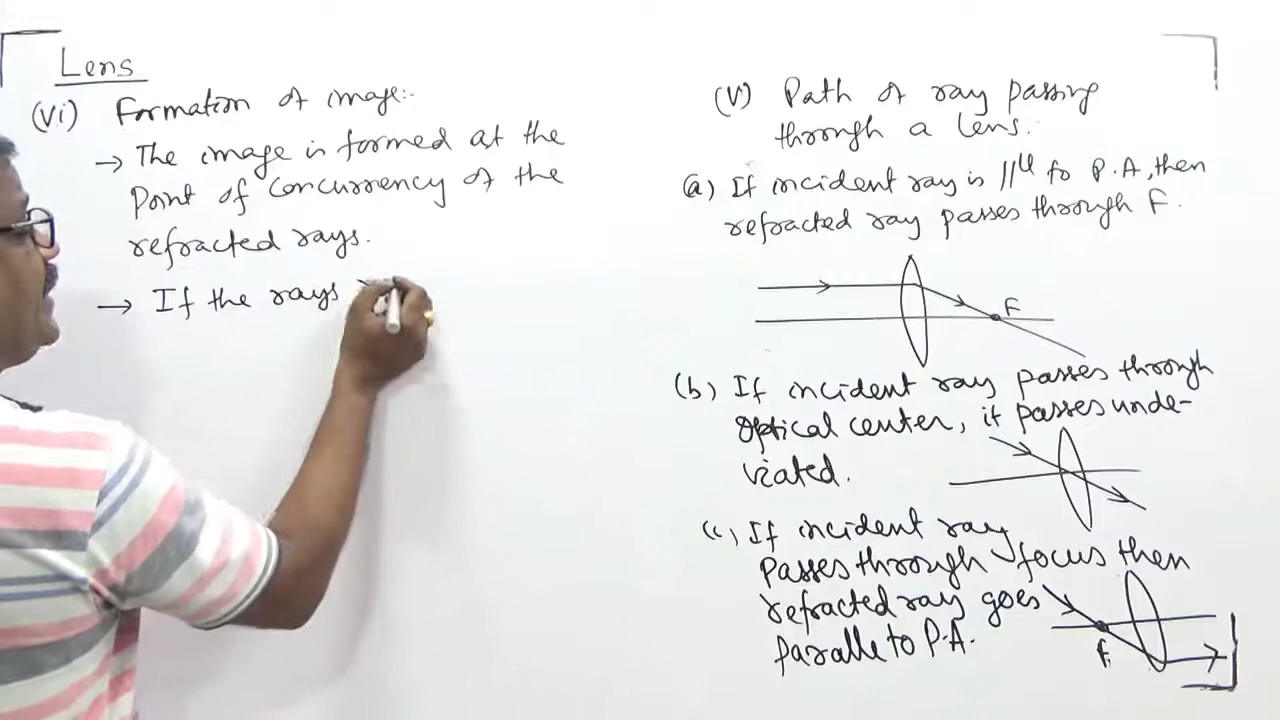 Lens
(vi) Formation of image:-
→ The image is formed at the
Point of concurrency of the
refracted rays.
→ If the rays
(v) Path of ray passing
through a lens.
(a) If incident ray is ||ll to P.A, then
refracted ray passes through F.
F
(b) If incident ray passes through
optical center, it passes unde-
viated.
(c) If incident ray
passes through focus then
refracted ray goes
paralle to P.A.
F